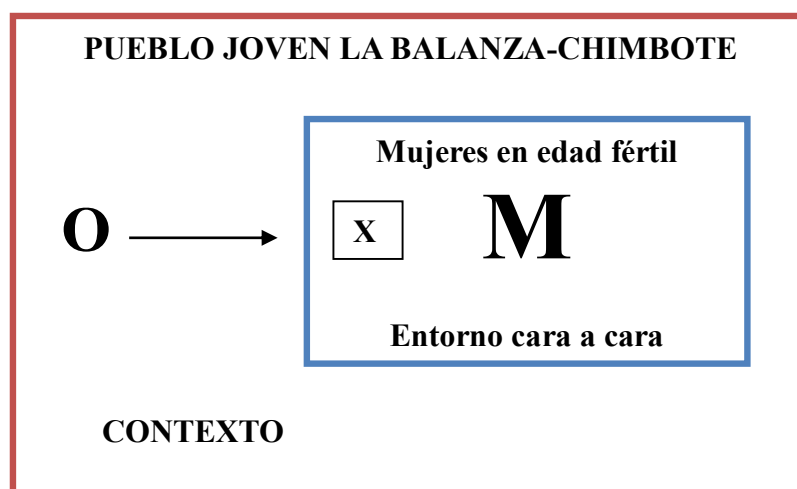 PUEBLO JOVEN LA BALANZA-CHIMBOTE
Mujeres en edad fértil
O
X
M
Entorno cara a cara
CONTEXTO